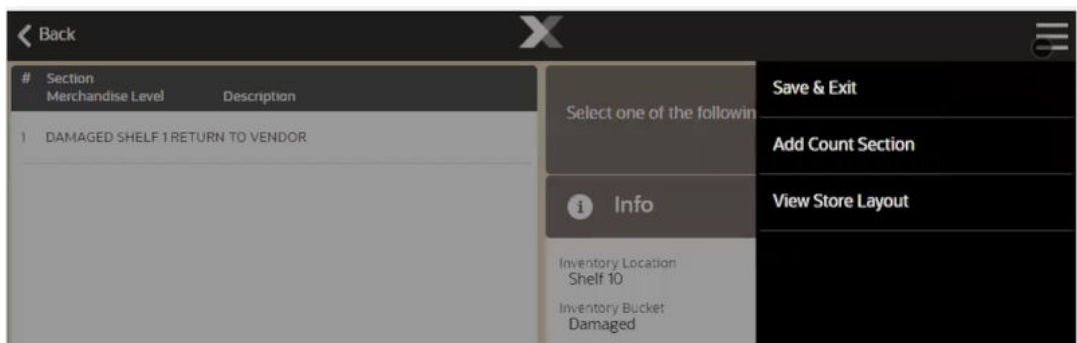 Back
# Section
Merchandise Level Description
1 DAMAGED SHELF 1 RETURN TO VENDOR
Select one of the followin
Info
Inventory Location
Shelf 10
Inventory Bucket
Damaged
Save & Exit
Add Count Section
View Store Layout